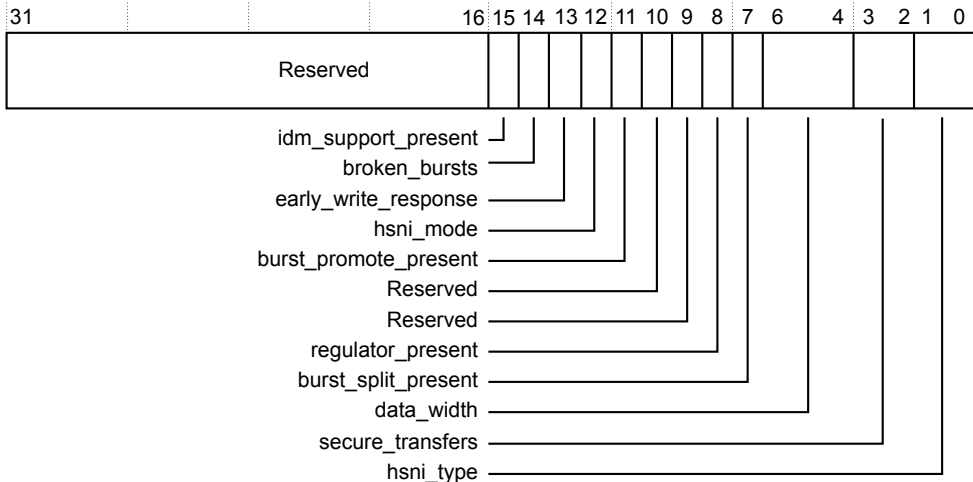 31 16 15 14 13 12 11 10 9 8 7 6 4 3 2 1 0
Reserved
idm_support_present
broken_bursts
early_write_response
hsni_mode
burst_promote_present
Reserved
Reserved
regulator_present
burst_split_present
data_width
secure_transfers
hsni_type